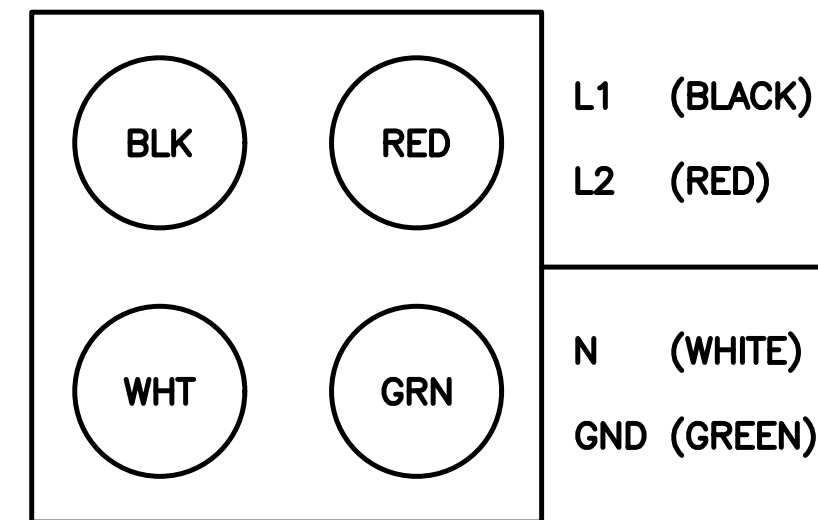 BLK RED
WHT GRN
L1 (BLACK)
L2 (RED)
N (WHITE)
GND (GREEN)